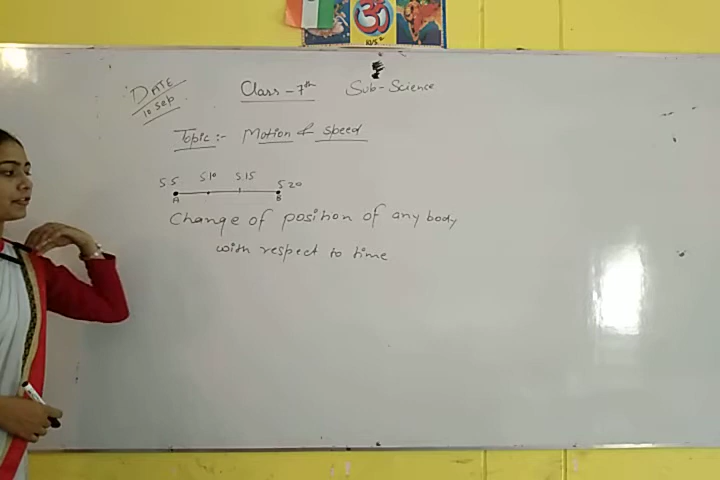 DATE
10 Sep
Class - 7th Sub - Science
Topic :- Motion & speed
5 5 5 10 5 15 5 20
A B
Change of position of any body
with respect to time